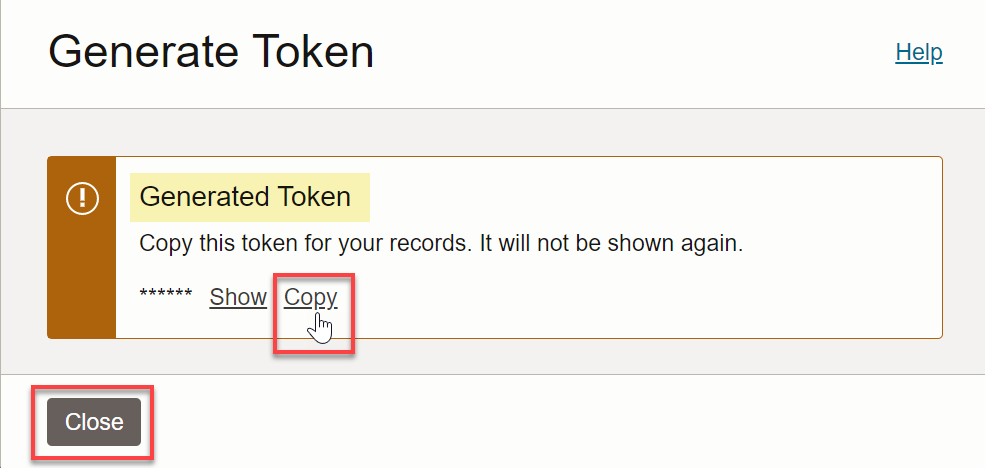 Generate Token
Help
Generated Token
Copy this token for your records. It will not be shown again.
****** Show Copy
Close